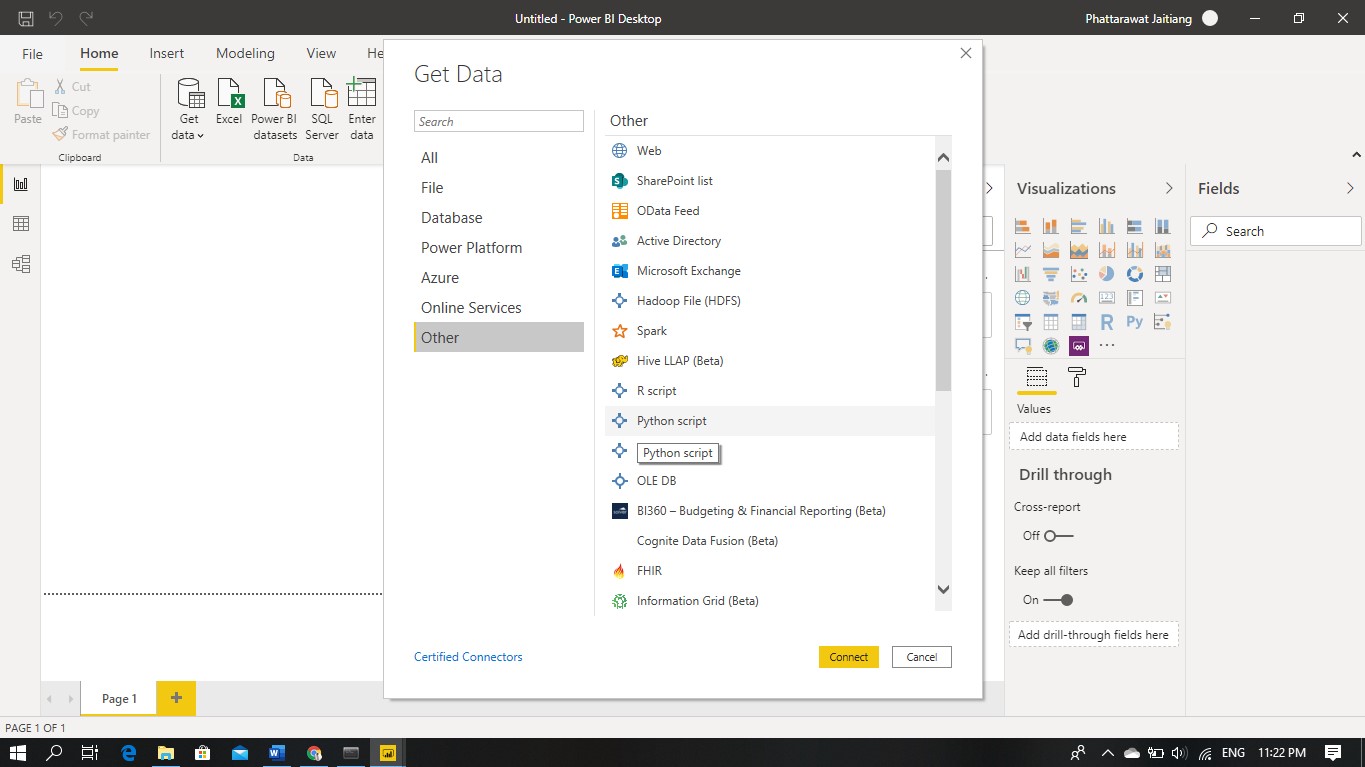 Untitled - Power BI Desktop
Phattarawat Jaitiang
File
Home
Insert
Modeling
View
He
Paste
Cut
Copy
Format painter
Clipboard
Get data
Excel
Power BI datasets
SQL Server
Enter data
Data
Get Data
Search
All
File
Database
Power Platform
Azure
Online Services
Other
Other
Web
SharePoint list
OData Feed
Active Directory
Microsoft Exchange
Hadoop File (HDFS)
Spark
Hive LLAP (Beta)
R script
Python script
Python script
OLE DB
BI360 – Budgeting & Financial Reporting (Beta)
Cognite Data Fusion (Beta)
FHIR
Information Grid (Beta)
Certified Connectors
Connect
Cancel
Visualizations
R
Py
123
Values
Add data fields here
Drill through
Cross-report
Off
Keep all filters
On
Add drill-through fields here
Fields
Search
Page 1
PAGE 1 OF 1
ENG
11:22 PM